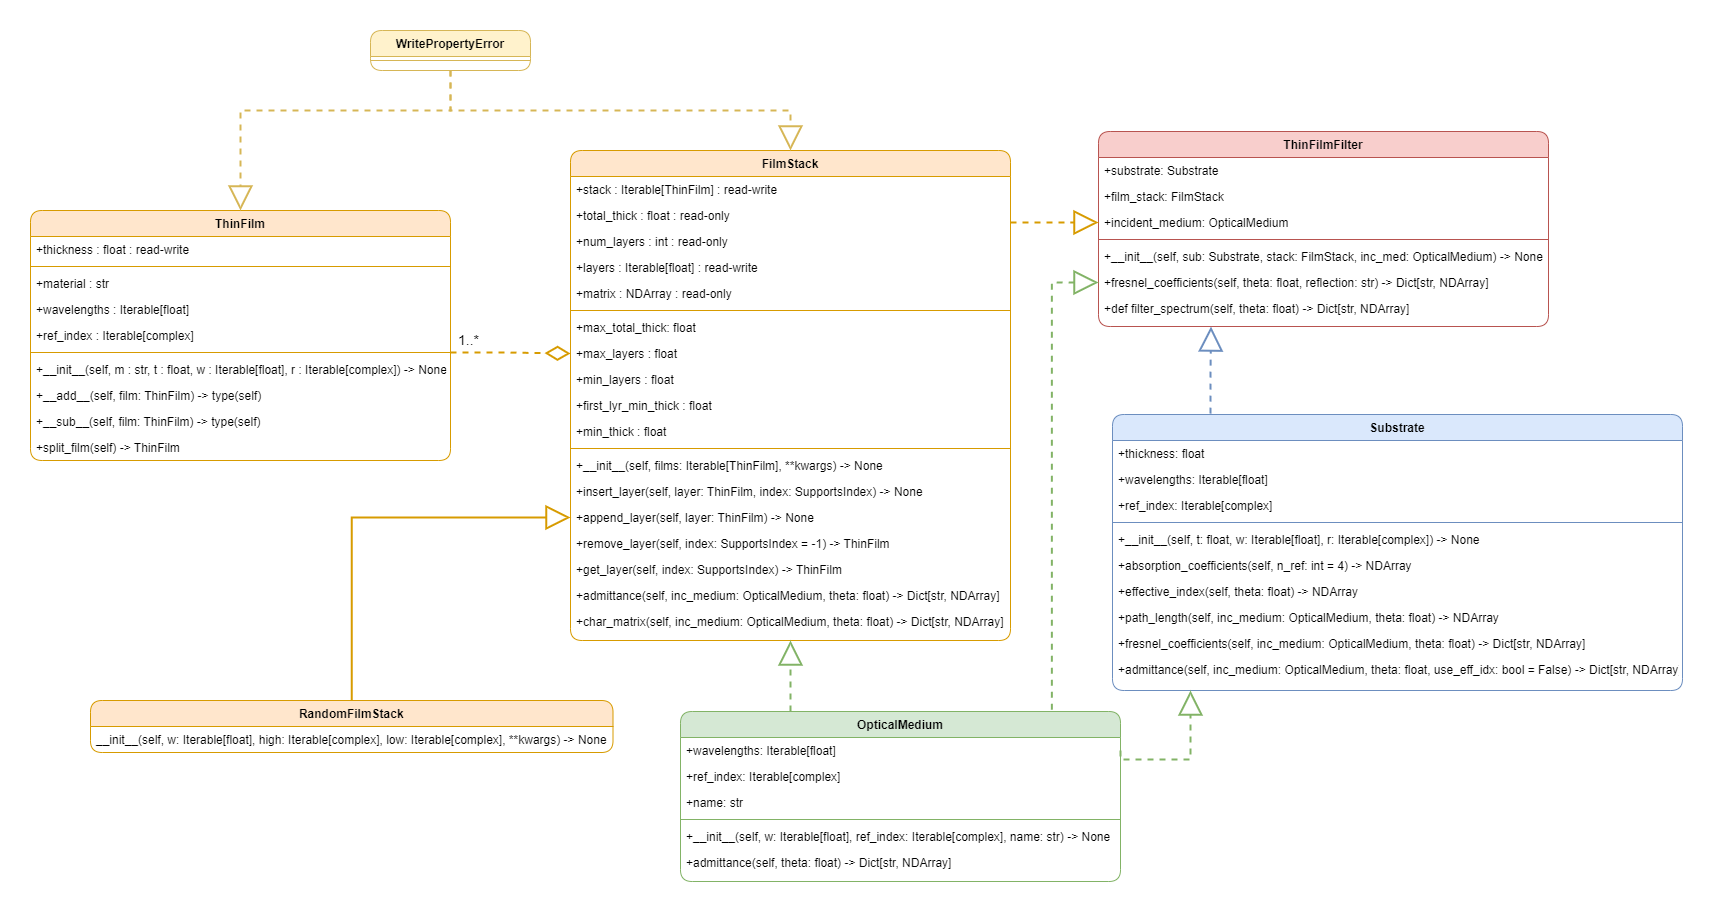 WritePropertyError
ThinFilm
+thickness : float : read-write
+material : str
+wavelengths : Iterable[float]
+ref_index : Iterable[complex]
+__init__(self, m : str, t : float, w : Iterable[float], r : Iterable[complex]) -> None
+__add__(self, film: ThinFilm) -> type(self)
+__sub__(self, film: ThinFilm) -> type(self)
+split_film(self) -> ThinFilm
1..*
FilmStack
+stack : Iterable[ThinFilm] : read-write
+total_thick : float : read-only
+num_layers : int : read-only
+layers : Iterable[float] : read-write
+matrix : NDArray : read-only
+max_total_thick: float
+max_layers : float
+min_layers : float
+first_lyr_min_thick : float
+min_thick : float
+__init__(self, films: Iterable[ThinFilm], **kwargs) -> None
+insert_layer(self, layer: ThinFilm, index: SupportsIndex) -> None
+append_layer(self, layer: ThinFilm) -> None
+remove_layer(self, index: SupportsIndex = -1) -> ThinFilm
+get_layer(self, index: SupportsIndex) -> ThinFilm
+admittance(self, inc_medium: OpticalMedium, theta: float) -> Dict[str, NDArray]
+char_matrix(self, inc_medium: OpticalMedium, theta: float) -> Dict[str, NDArray]
ThinFilmFilter
+substrate: Substrate
+film_stack: FilmStack
+incident_medium: OpticalMedium
+__init__(self, sub: Substrate, stack: FilmStack, inc_med: OpticalMedium) -> None
+fresnel_coefficients(self, theta: float, reflection: str) -> Dict[str, NDArray]
+def filter_spectrum(self, theta: float) -> Dict[str, NDArray]
Substrate
+thickness: float
+wavelengths: Iterable[float]
+ref_index: Iterable[complex]
+__init__(self, t: float, w: Iterable[float], r: Iterable[complex]) -> None
+absorption_coefficients(self, n_ref: int = 4) -> NDArray
+effective_index(self, theta: float) -> NDArray
+path_length(self, inc_medium: OpticalMedium, theta: float) -> NDArray
+fresnel_coefficients(self, inc_medium: OpticalMedium, theta: float) -> Dict[str, NDArray]
+admittance(self, inc_medium: OpticalMedium, theta: float, use_eff_idx: bool = False) -> Dict[str, NDArray
RandomFilmStack
__init__(self, w: Iterable[float], high: Iterable[complex], low: Iterable[complex], **kwargs) -> None
OpticalMedium
+wavelengths: Iterable[float]
+ref_index: Iterable[complex]
+name: str
+__init__(self, w: Iterable[float], ref_index: Iterable[complex], name: str) -> None
+admittance(self, theta: float) -> Dict[str, NDArray]